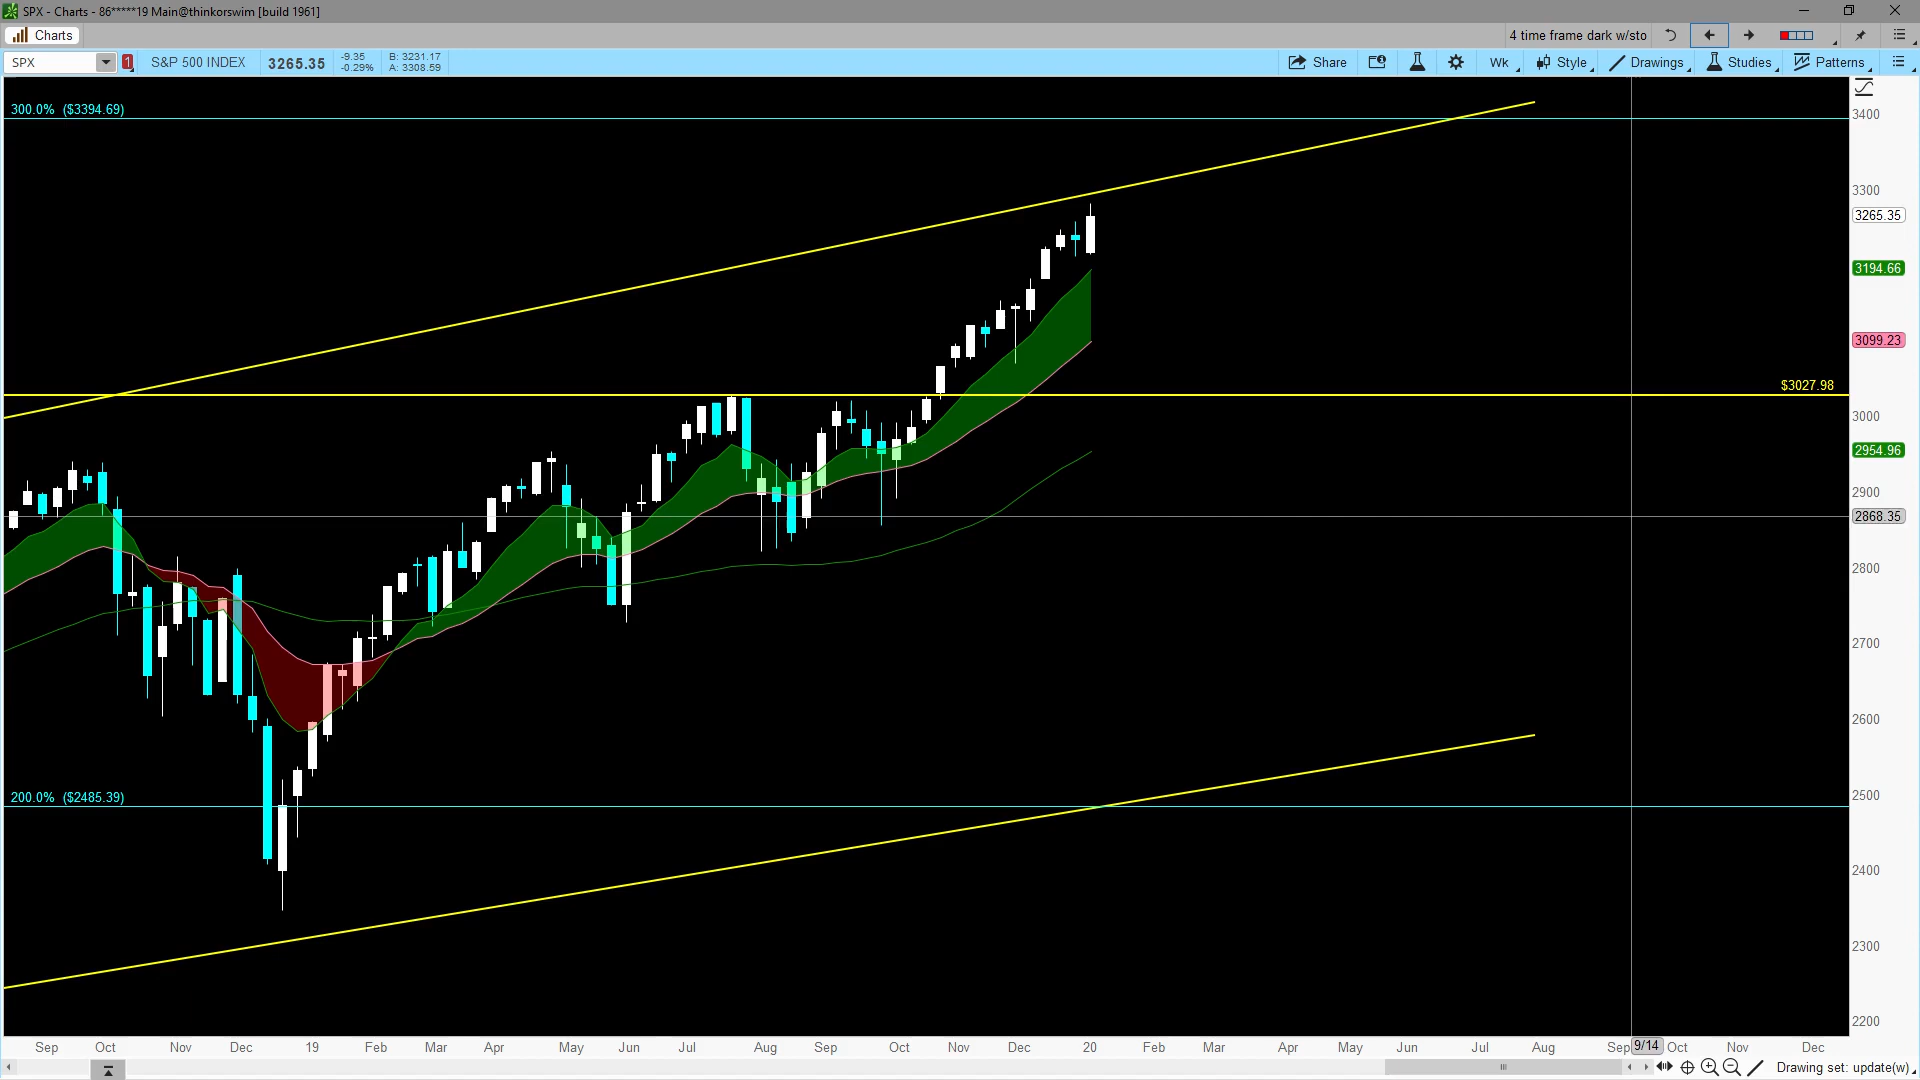 SPX - Charts - 86*****19 Main@thinkorswim [build 1961]
Charts
4 time frame dark w/sto
SPX
1
S&P 500 INDEX
3265.35
-9.35
-0.29%
B: 3231.17
A: 3308.59
Share
Wk
Style
Drawings
Studies
Patterns
300.0% ($3394.69)
3400
3300
3265.35
3194.66
3099.23
$3027.98
3000
2954.96
2900
2868.35
2800
2700
2600
200.0% ($2485.39)
2500
2400
2300
2200
Sep Oct Nov Dec 19 Feb Mar Apr May Jun Jul Aug Sep Oct Nov Dec 20 Feb Mar Apr May Jun Jul Aug Sep 9/14 Oct Nov Dec
Drawing set: update(w)